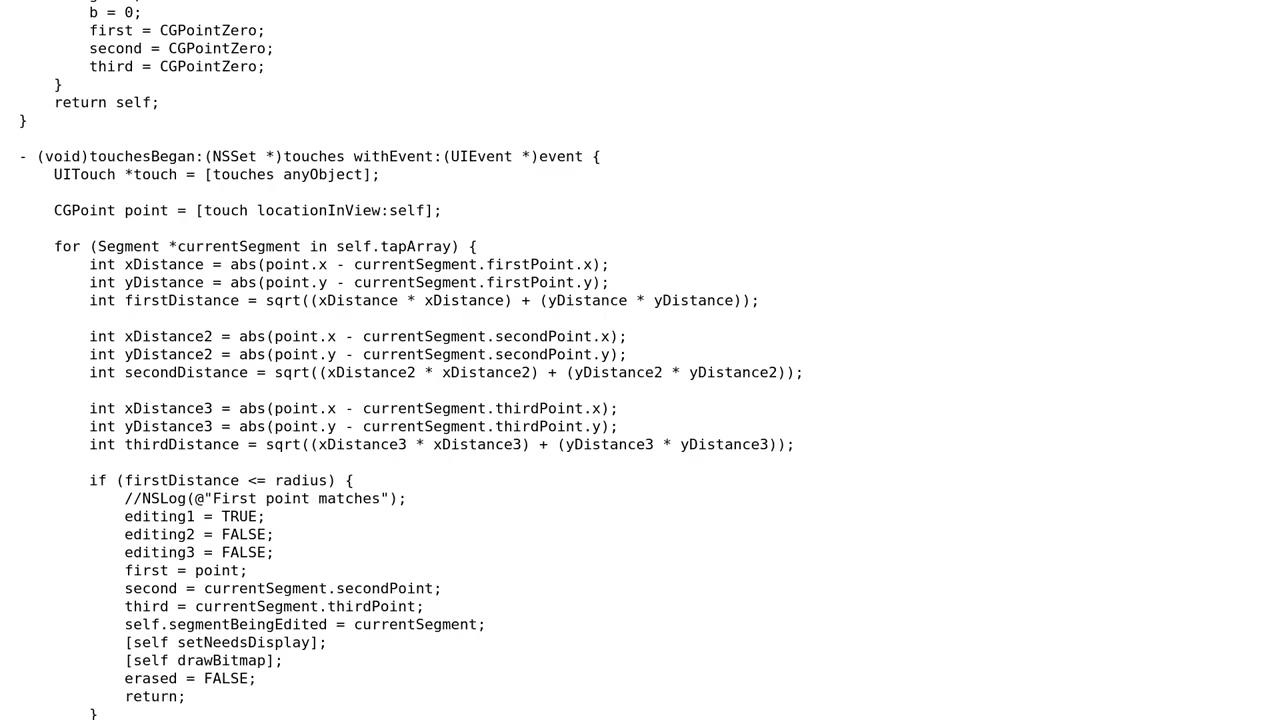 b = 0;
first = CGPointZero;
second = CGPointZero;
third = CGPointZero;
}
return self;
}
- (void)touchesBegan:(NSSet *)touches withEvent:(UIEvent *)event {
UITouch *touch = [touches anyObject];
CGPoint point = [touch locationInView:self];
for (Segment *currentSegment in self.tapArray) {
int xDistance = abs(point.x - currentSegment.firstPoint.x);
int yDistance = abs(point.y - currentSegment.firstPoint.y);
int firstDistance = sqrt((xDistance * xDistance) + (yDistance * yDistance));
int xDistance2 = abs(point.x - currentSegment.secondPoint.x);
int yDistance2 = abs(point.y - currentSegment.secondPoint.y);
int secondDistance = sqrt((xDistance2 * xDistance2) + (yDistance2 * yDistance2));
int xDistance3 = abs(point.x - currentSegment.thirdPoint.x);
int yDistance3 = abs(point.y - currentSegment.thirdPoint.y);
int thirdDistance = sqrt((xDistance3 * xDistance3) + (yDistance3 * yDistance3));
if (firstDistance <= radius) {
//NSLog(@"First point matches");
editing1 = TRUE;
editing2 = FALSE;
editing3 = FALSE;
first = point;
second = currentSegment.secondPoint;
third = currentSegment.thirdPoint;
self.segmentBeingEdited = currentSegment;
[self setNeedsDisplay];
[self drawBitmap];
erased = FALSE;
return;
}